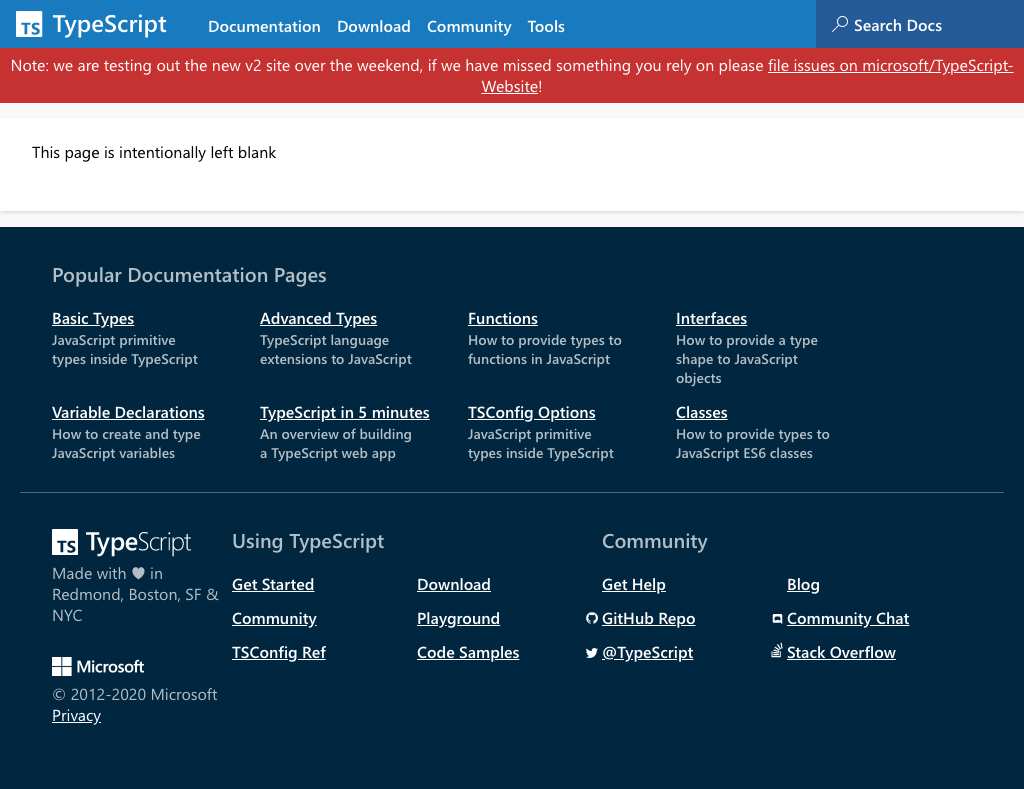 TS TypeScript Documentation Download Community Tools Search Docs
Note: we are testing out the new v2 site over the weekend, if we have missed something you rely on please file issues on microsoft/TypeScript-
Website!
This page is intentionally left blank
Popular Documentation Pages
Basic Types
JavaScript primitive
types inside TypeScript
Advanced Types
TypeScript language
extensions to JavaScript
Functions
How to provide types to
functions in JavaScript
Interfaces
How to provide a type
shape to JavaScript
objects
Variable Declarations
How to create and type
JavaScript variables
TypeScript in 5 minutes
An overview of building
a TypeScript web app
TSConfig Options
JavaScript primitive
types inside TypeScript
Classes
How to provide types to
JavaScript ES6 classes
TS TypeScript
Made with ♥ in
Redmond, Boston, SF &
NYC
Microsoft
© 2012-2020 Microsoft
Privacy
Using TypeScript
Get Started
Download
Community
Playground
TSConfig Ref
Code Samples
Community
Get Help
Blog
GitHub Repo
Community Chat
@TypeScript
Stack Overflow